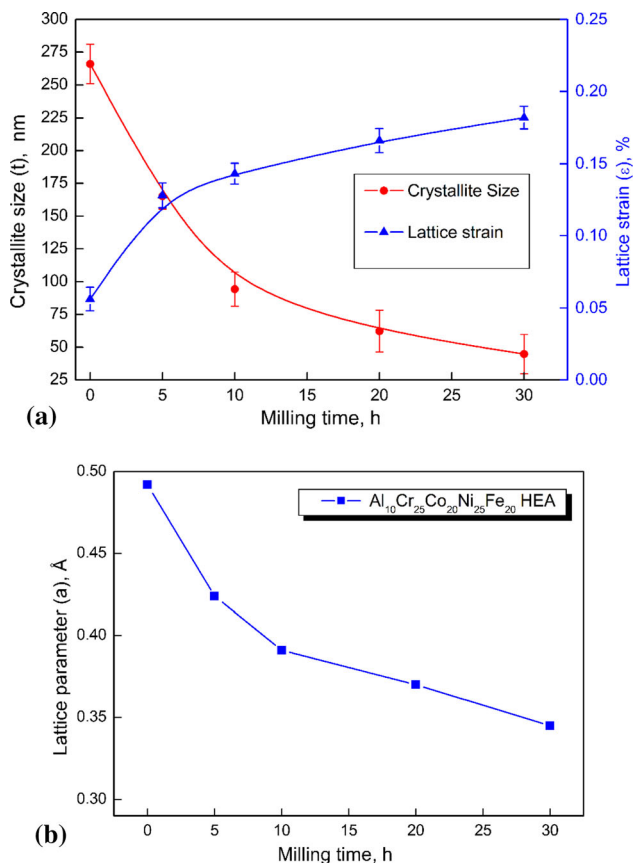 300
275
250
225
200
175
150
125
100
75
50
25
Crystallite size (t), nm
0.25
0.20
0.15
0.10
0.05
0.00
Lattice strain (ε), %
Crystallite Size
Lattice strain
0 5 10 15 20 25 30
Milling time, h
(a)
0.50
0.45
0.40
0.35
0.30
Lattice parameter (a), Å
Al₁₀Cr₂₅Co₂₀Ni₂₅Fe₂₀ HEA
0 5 10 15 20 25 30
Milling time, h
(b)